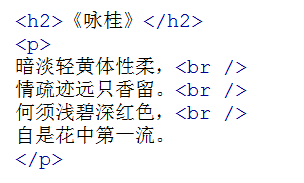 <h2>《咏桂》</h2>
<p>
暗淡轻黄体性柔，<br />
情疏迹远只香留。<br />
何须浅碧深红色，<br />
自是花中第一流。
</p>